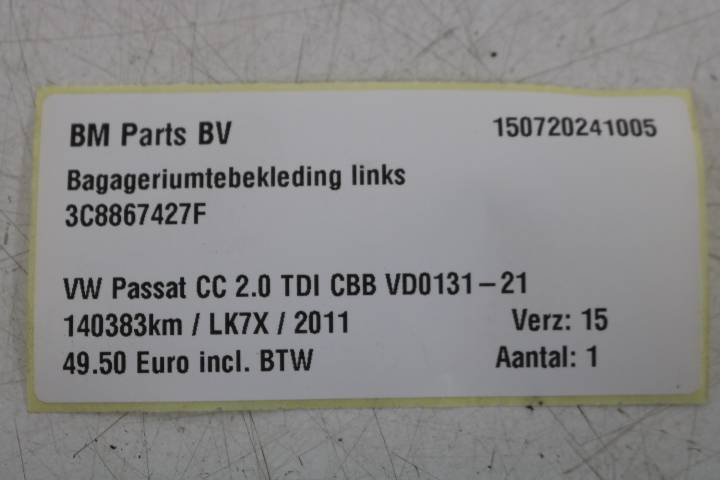 BM Parts BV 150720241005
Bagageriumtebekleding links
3C8867427F
VW Passat CC 2.0 TDI CBB VD0131-21
140383km / LK7X / 2011 Verz: 15
49.50 Euro incl. BTW Aantal: 1